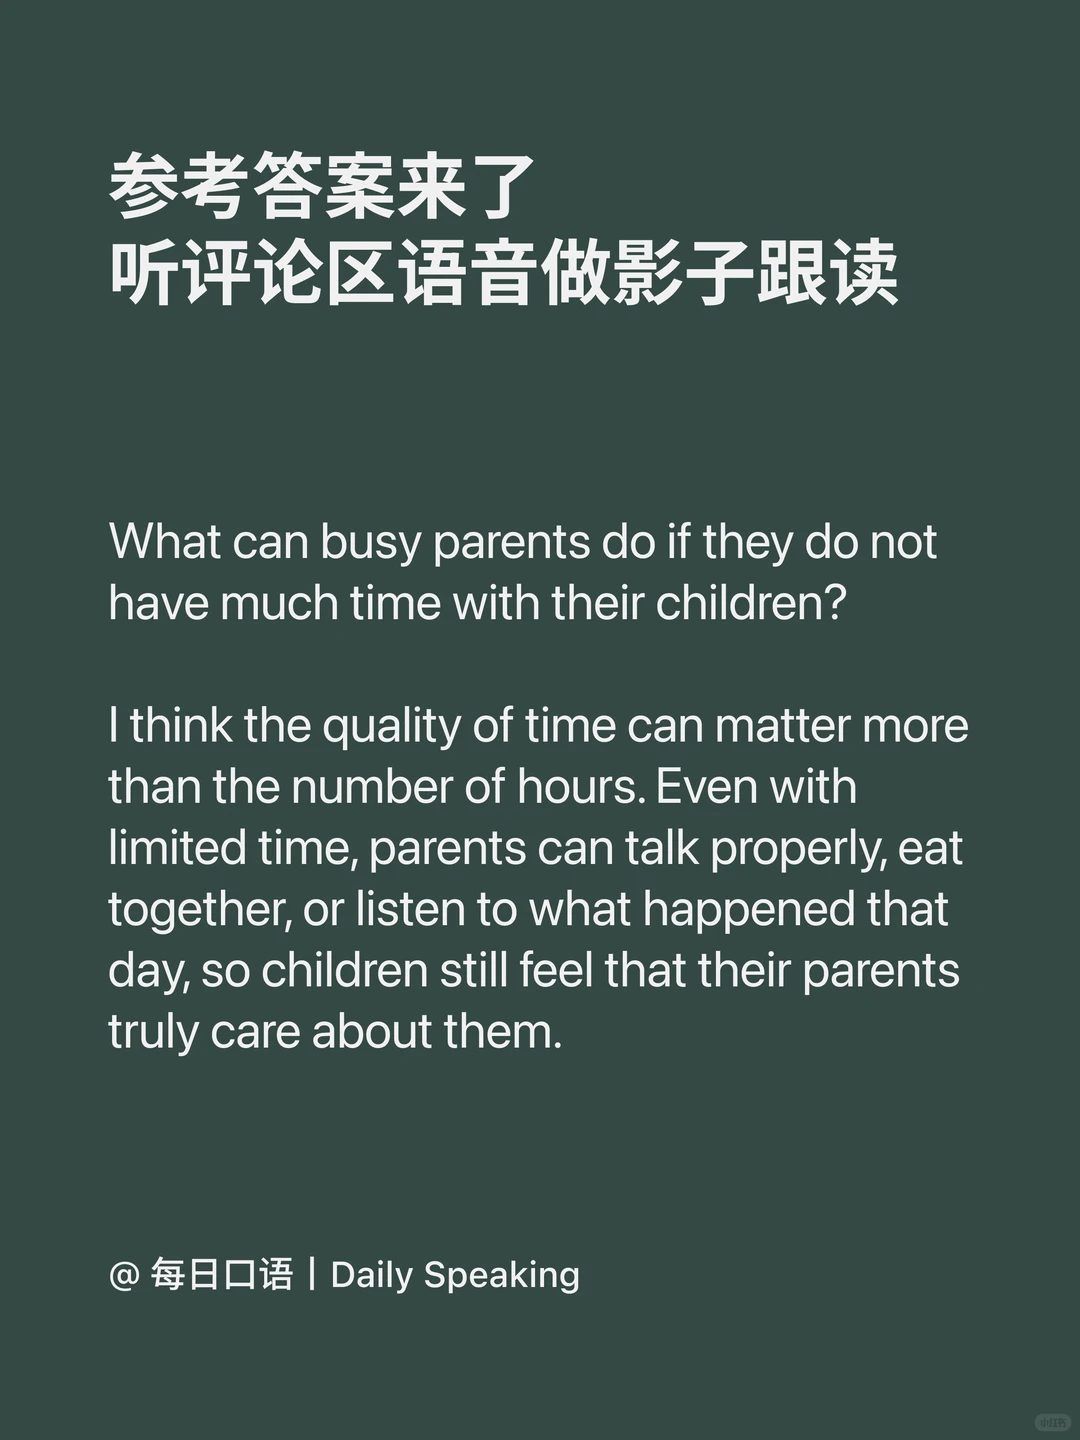 参考答案来了
听评论区语音做影子跟读
What can busy parents do if they do not
have much time with their children?
I think the quality of time can matter more
than the number of hours. Even with
limited time, parents can talk properly, eat
together, or listen to what happened that
day, so children still feel that their parents
truly care about them.
@ 每日口语丨Daily Speaking
小红书